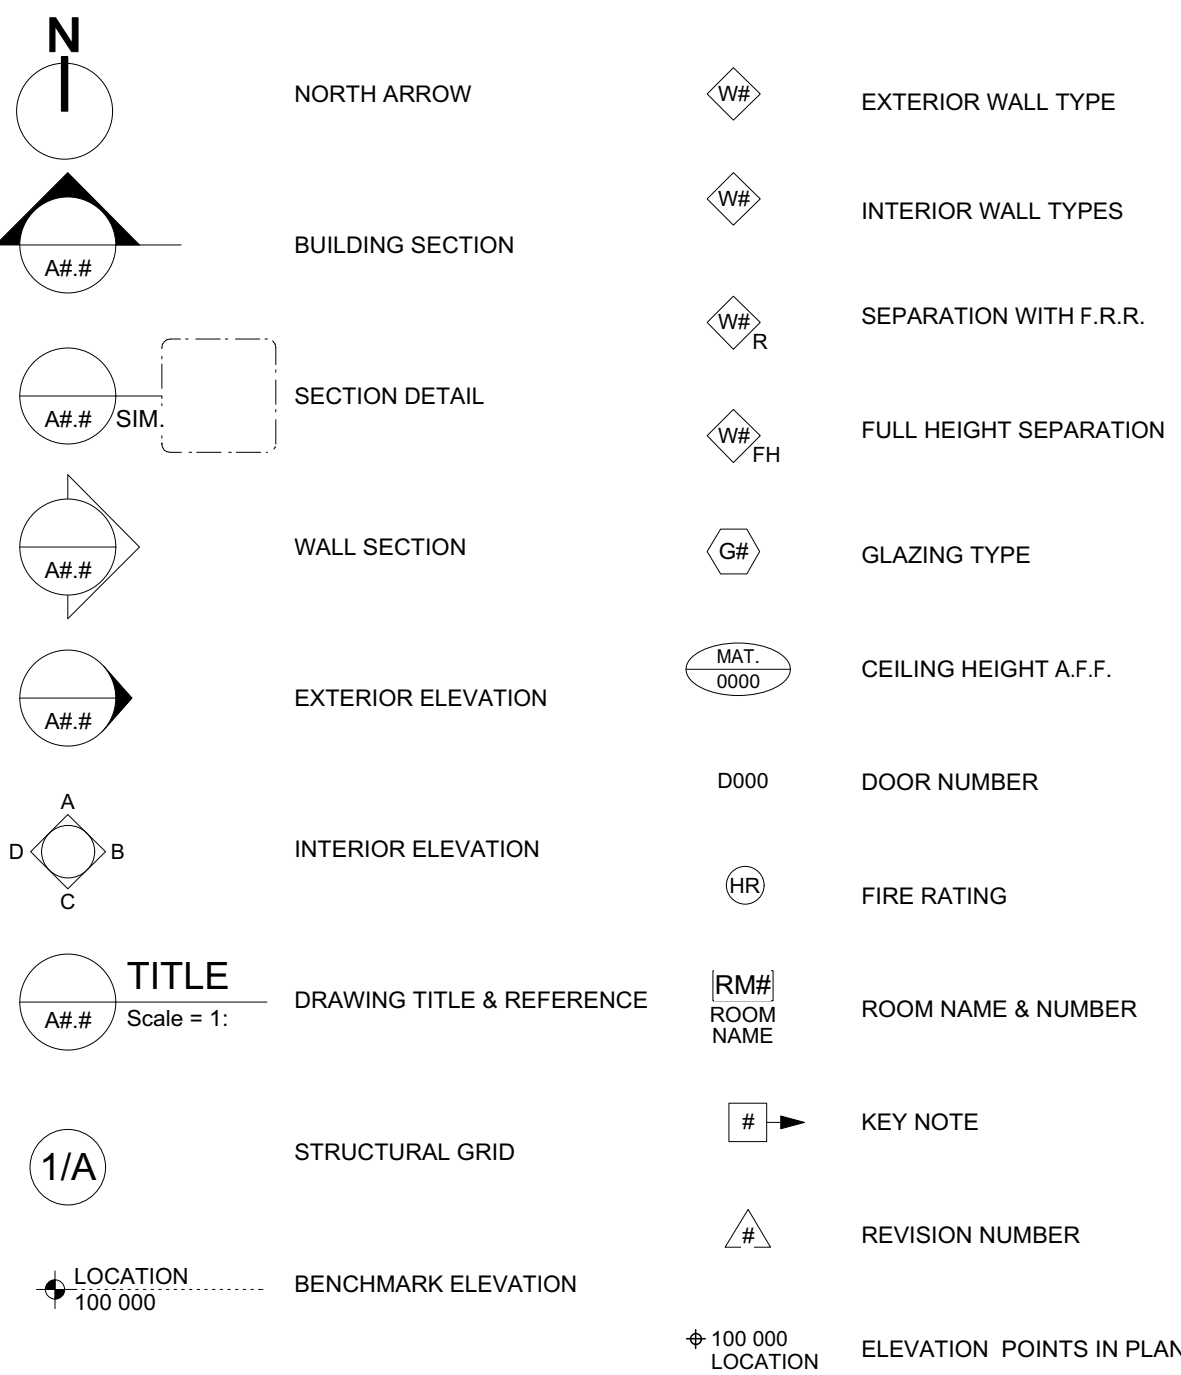 N
NORTH ARROW
A#.#
BUILDING SECTION
A#.# SIM.
SECTION DETAIL
A#.#
WALL SECTION
A#.#
EXTERIOR ELEVATION
A
D B
C
INTERIOR ELEVATION
TITLE
A#.# Scale = 1:
DRAWING TITLE & REFERENCE
1/A
STRUCTURAL GRID
LOCATION
100 000
BENCHMARK ELEVATION
W#
EXTERIOR WALL TYPE
W#
INTERIOR WALL TYPES
W#
R
SEPARATION WITH F.R.R.
W#
FH
FULL HEIGHT SEPARATION
G#
GLAZING TYPE
MAT.
0000
CEILING HEIGHT A.F.F.
D000
DOOR NUMBER
HR
FIRE RATING
RM#
ROOM
NAME
ROOM NAME & NUMBER
#
KEY NOTE
#
REVISION NUMBER
100 000
LOCATION
ELEVATION POINTS IN PLAN